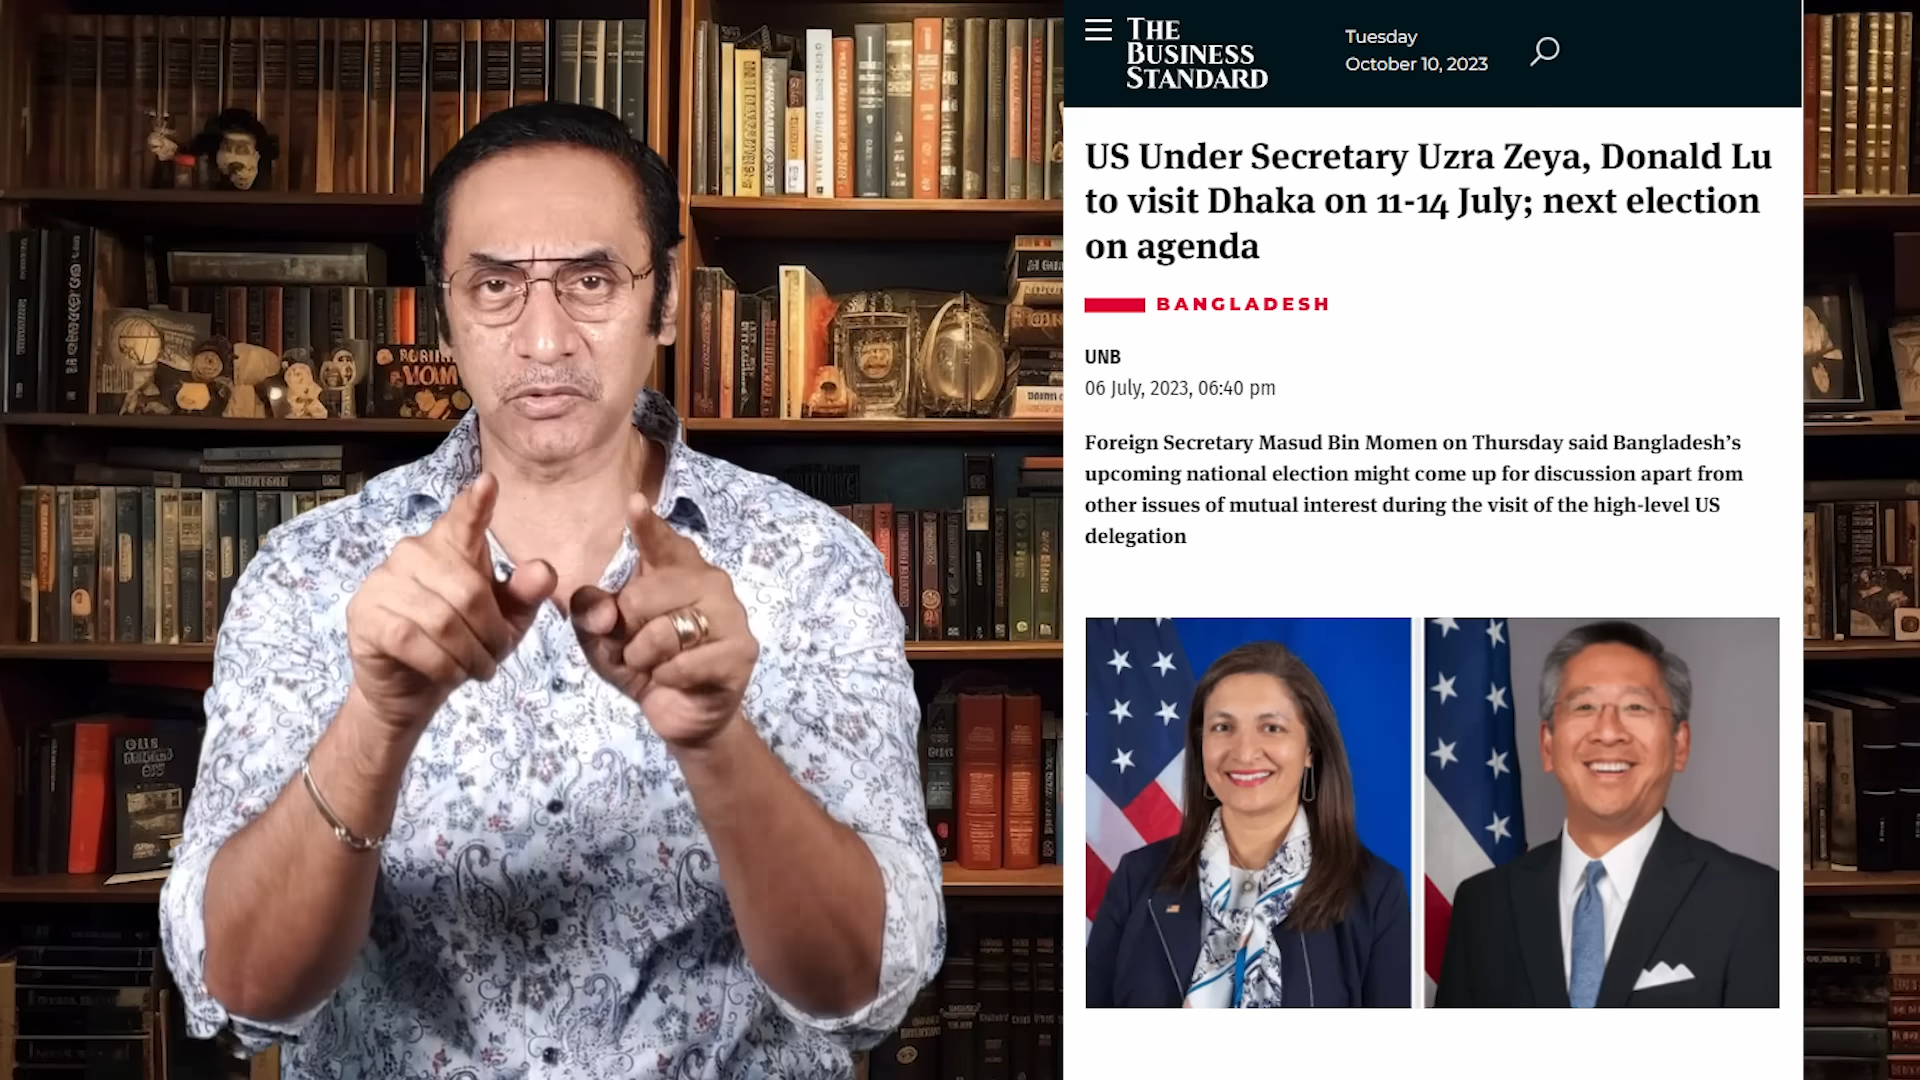 THE
BUSINESS
STANDARD
Tuesday
October 10, 2023
US Under Secretary Uzra Zeya, Donald Lu
to visit Dhaka on 11-14 July; next election
on agenda
BANGLADESH
UNB
06 July, 2023, 06:40 pm
Foreign Secretary Masud Bin Momen on Thursday said Bangladesh’s
upcoming national election might come up for discussion apart from
other issues of mutual interest during the visit of the high-level US
delegation